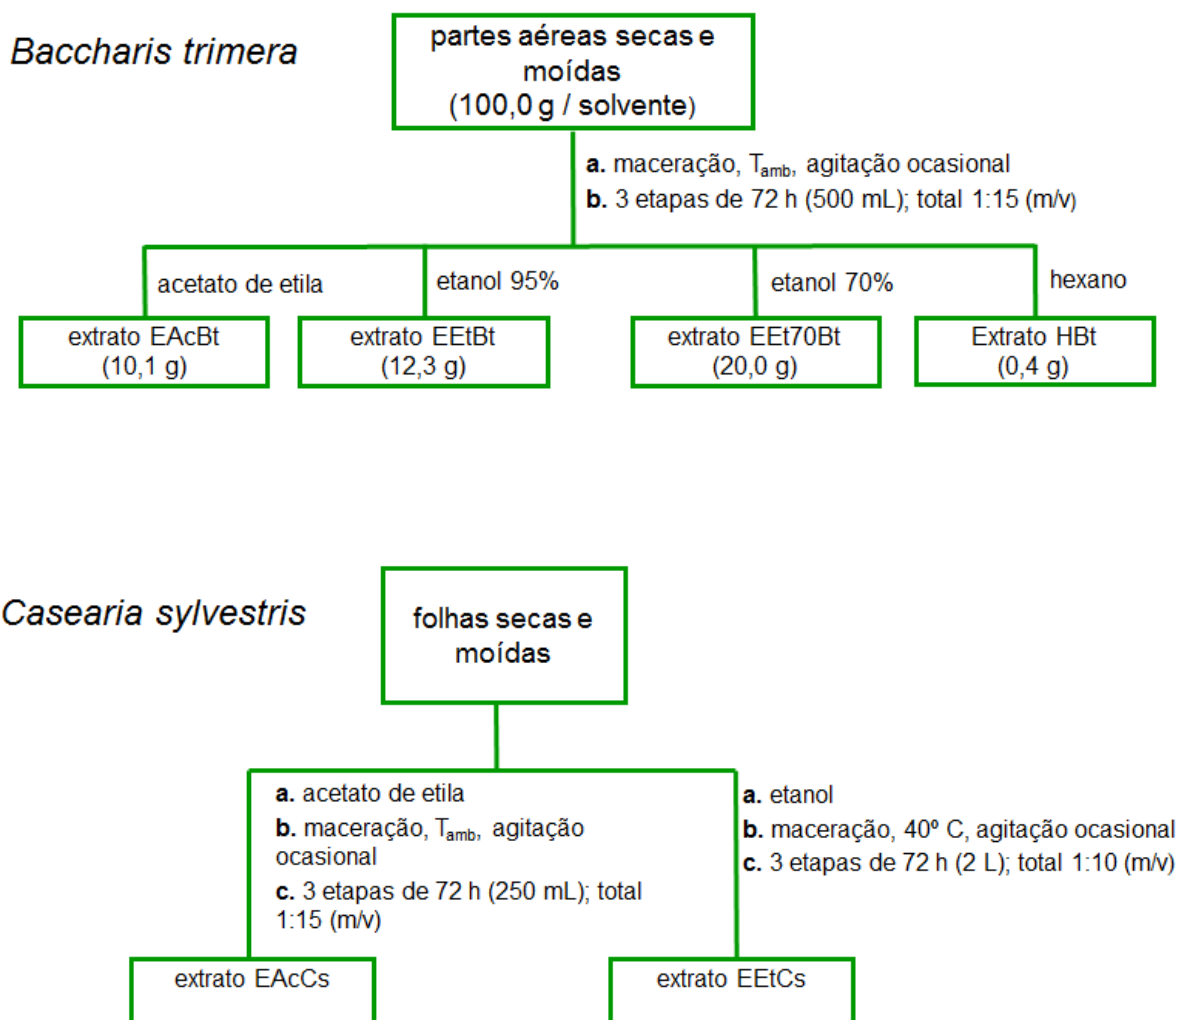 Baccharis trimera
partes aéreas secas e
moídas
(100,0 g / solvente)
a. maceração, Tamb, agitação ocasional
b. 3 etapas de 72 h (500 mL); total 1:15 (m/v)
acetato de etila
etanol 95%
etanol 70%
hexano
extrato EAcBt
(10,1 g)
extrato EEtBt
(12,3 g)
extrato EEt70Bt
(20,0 g)
Extrato HBt
(0,4 g)
Casearia sylvestris
folhas secas e
moídas
a. acetato de etila
b. maceração, Tamb, agitação
ocasional
c. 3 etapas de 72 h (250 mL); total
1:15 (m/v)
a. etanol
b. maceração, 40º C, agitação ocasional
c. 3 etapas de 72 h (2 L); total 1:10 (m/v)
extrato EAcCs
extrato EEtCs